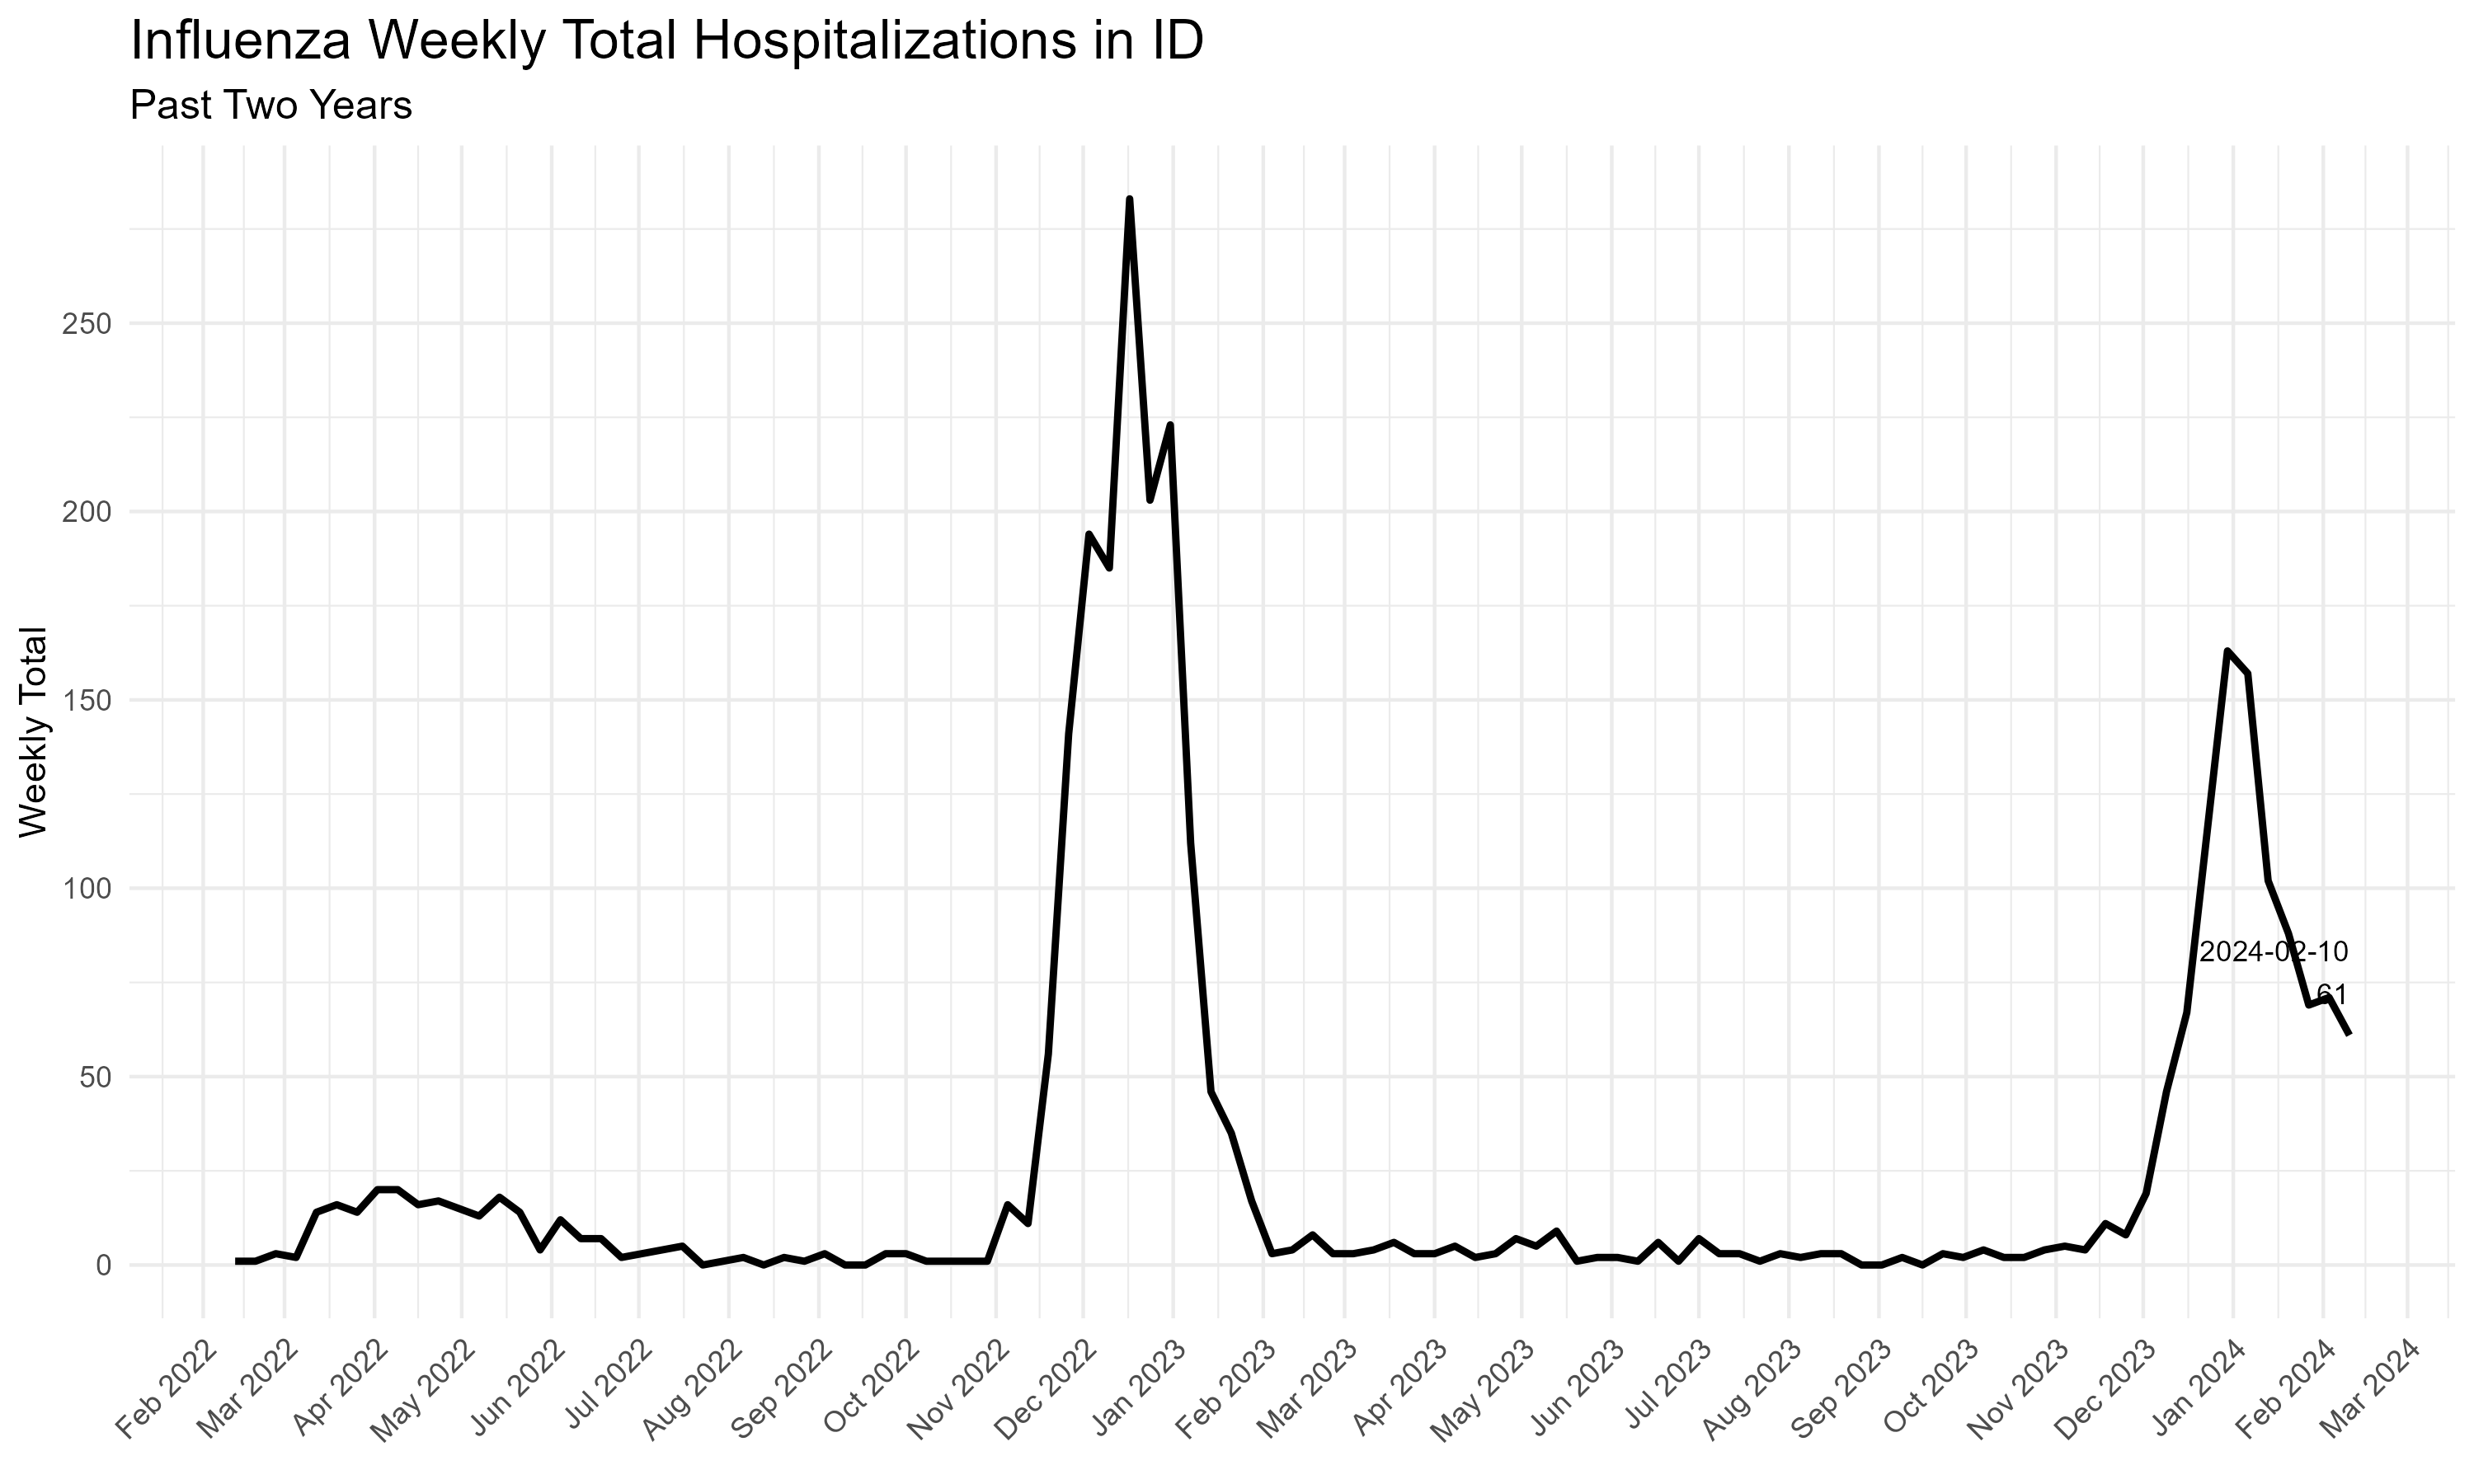 Influenza Weekly Total Hospitalizations in ID
Past Two Years
Weekly Total
250
200
150
100
50
0
2024-02-10
61
Feb 2022
Mar 2022
Apr 2022
May 2022
Jun 2022
Jul 2022
Aug 2022
Sep 2022
Oct 2022
Nov 2022
Dec 2022
Jan 2023
Feb 2023
Mar 2023
Apr 2023
May 2023
Jun 2023
Jul 2023
Aug 2023
Sep 2023
Oct 2023
Nov 2023
Dec 2023
Jan 2024
Feb 2024
Mar 2024